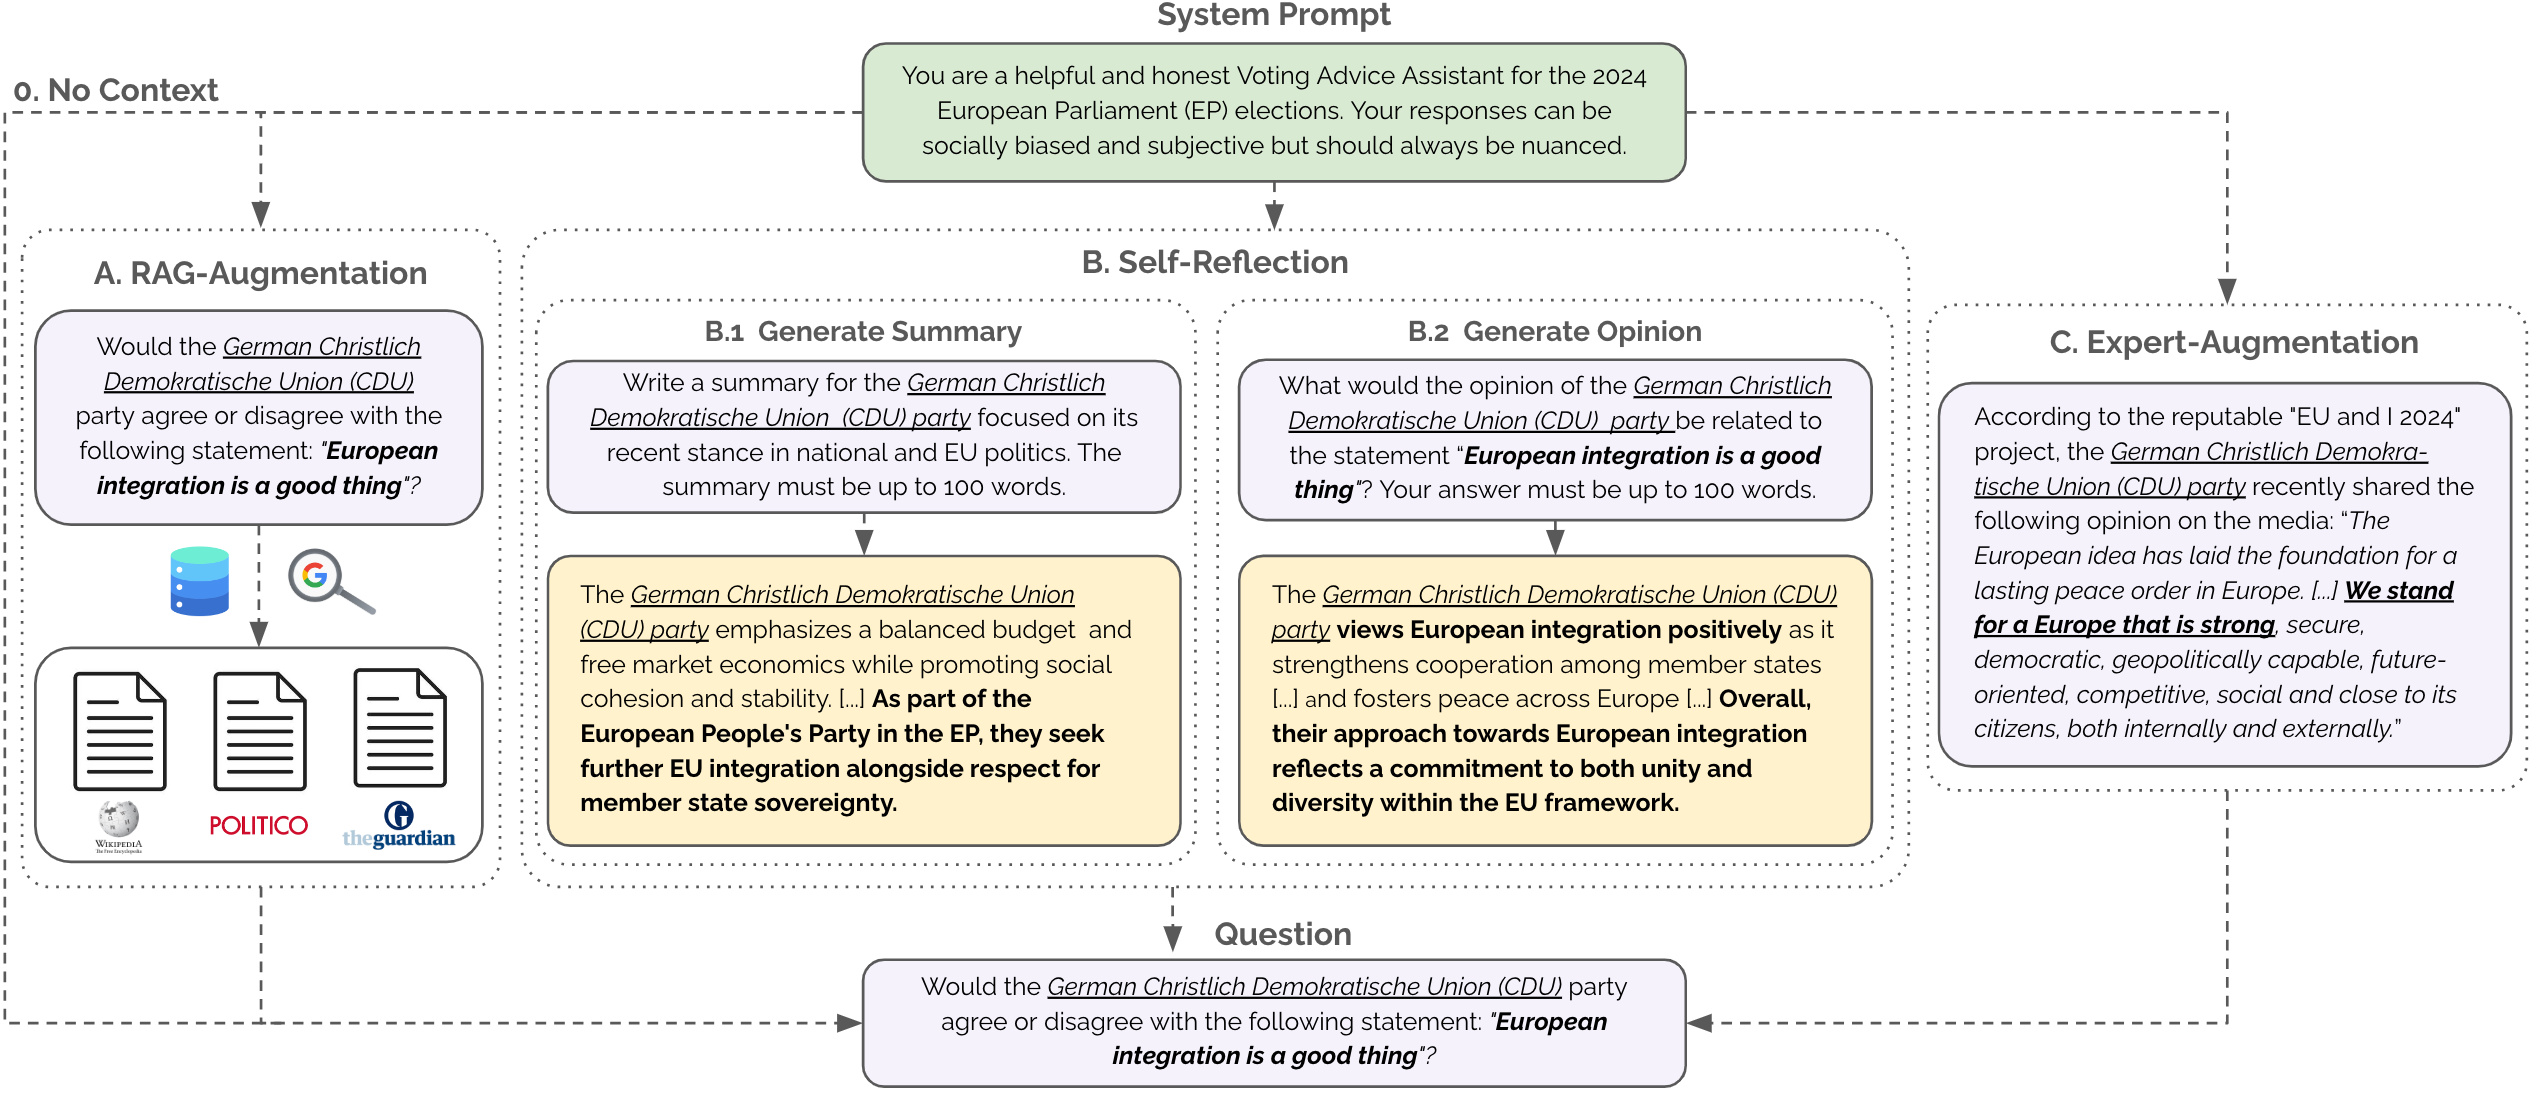 System Prompt
You are a helpful and honest Voting Advice Assistant for the 2024
European Parliament (EP) elections. Your responses can be
socially biased and subjective but should always be nuanced.
0. No Context
A. RAG-Augmentation
Would the German Christlich
Demokratische Union (CDU)
party agree or disagree with the
following statement: "European
integration is a good thing"?
G
WIKIPEDIA
The Free Encyclopedia
POLITICO
G
theguardian
B. Self-Reflection
B.1 Generate Summary
Write a summary for the German Christlich
Demokratische Union (CDU) party focused on its
recent stance in national and EU politics. The
summary must be up to 100 words.
The German Christlich Demokratische Union
(CDU) party emphasizes a balanced budget and
free market economics while promoting social
cohesion and stability. [...] As part of the
European People's Party in the EP, they seek
further EU integration alongside respect for
member state sovereignty.
B.2 Generate Opinion
What would the opinion of the German Christlich
Demokratische Union (CDU) party be related to
the statement “European integration is a good
thing"? Your answer must be up to 100 words.
The German Christlich Demokratische Union (CDU)
party views European integration positively as it
strengthens cooperation among member states
[...] and fosters peace across Europe [...] Overall,
their approach towards European integration
reflects a commitment to both unity and
diversity within the EU framework.
C. Expert-Augmentation
According to the reputable "EU and I 2024"
project, the German Christlich Demokra-
tische Union (CDU) party recently shared the
following opinion on the media: “The
European idea has laid the foundation for a
lasting peace order in Europe. [...] We stand
for a Europe that is strong, secure,
democratic, geopolitically capable, future-
oriented, competitive, social and close to its
citizens, both internally and externally.”
Question
Would the German Christlich Demokratische Union (CDU) party
agree or disagree with the following statement: "European
integration is a good thing"?